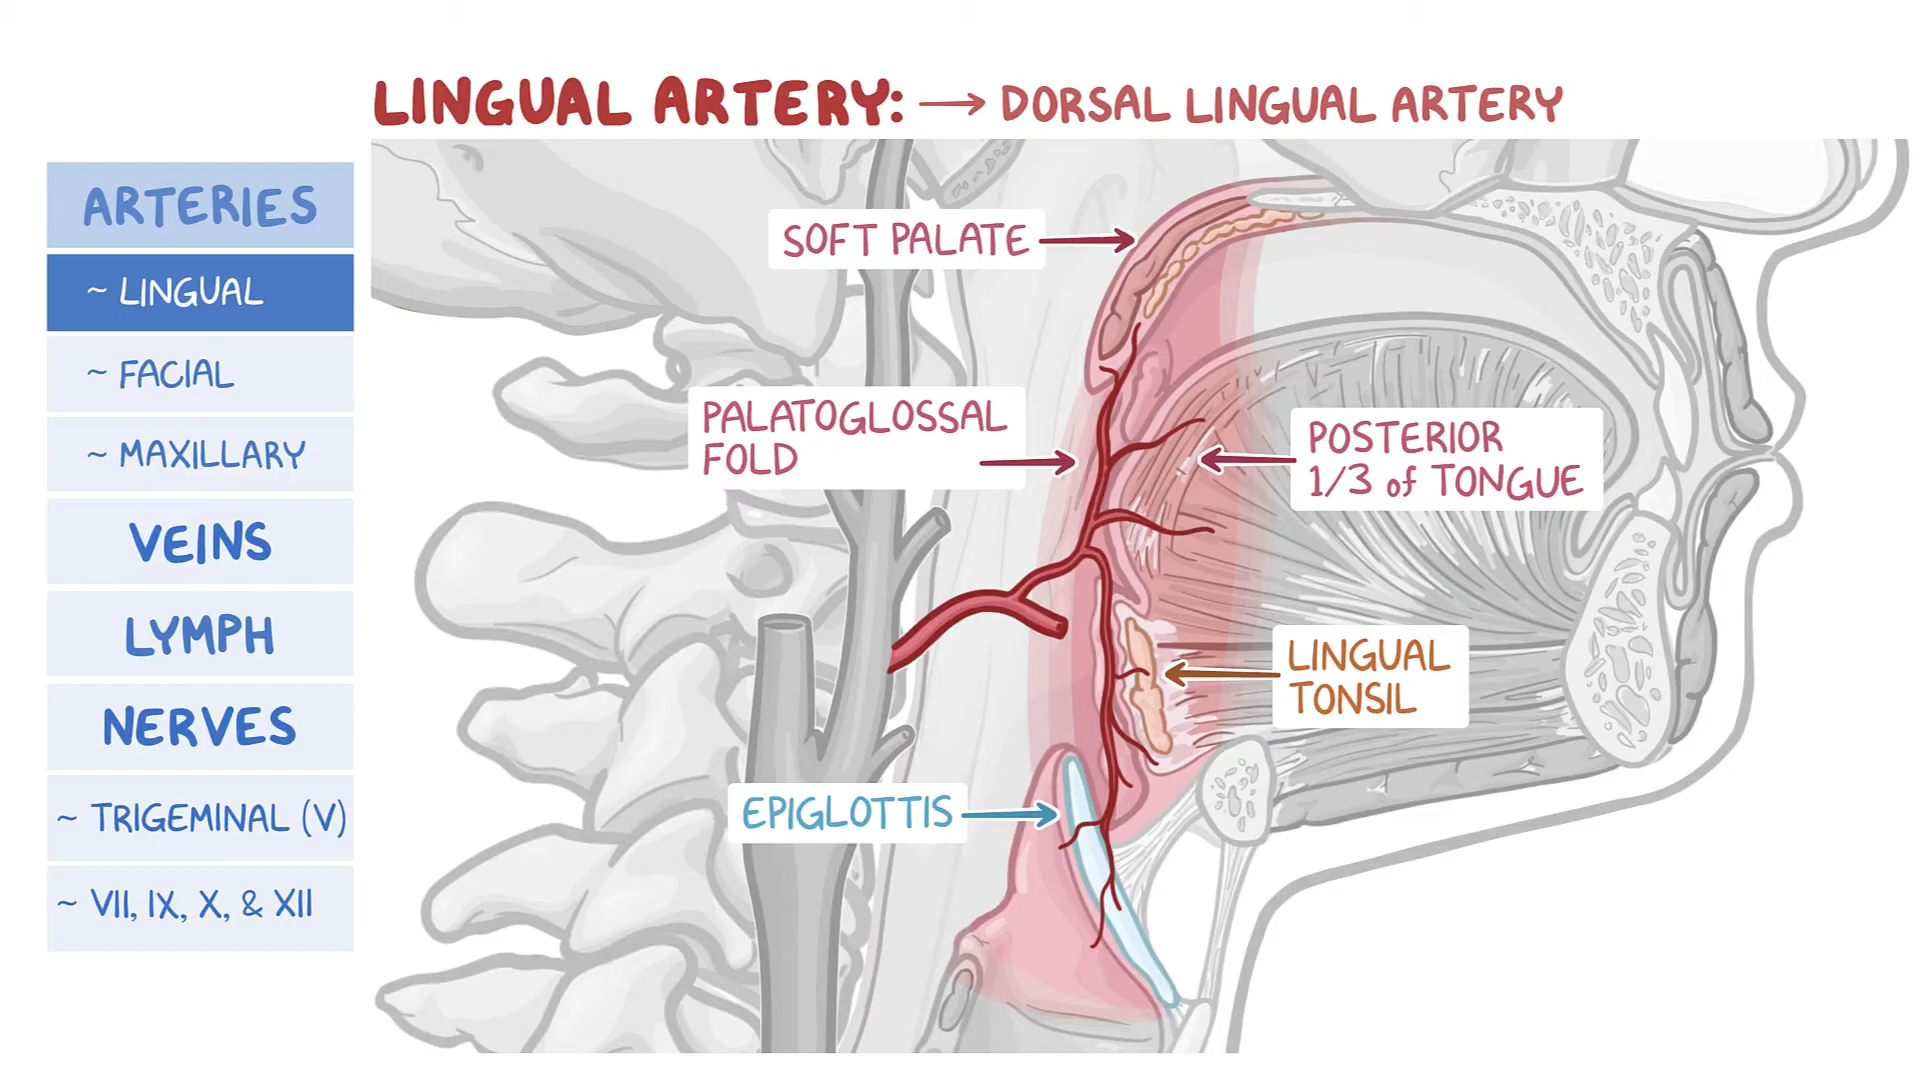 LINGUAL ARTERY: → DORSAL LINGUAL ARTERY
ARTERIES
~ LINGUAL
~ FACIAL
~ MAXILLARY
VEINS
LYMPH
NERVES
~ TRIGEMINAL (V)
~ VII, IX, X, & XII
SOFT PALATE
PALATOGLOSSAL
FOLD
POSTERIOR
1/3 of TONGUE
LINGUAL
TONSIL
EPIGLOTTIS